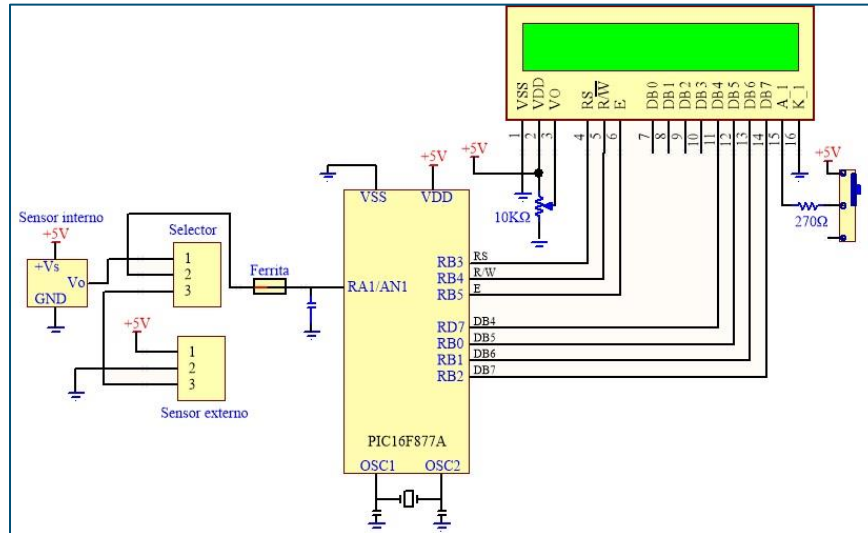 VSS
VDD
VO
RS
R/W
E
DB0
DB1
DB2
DB3
DB4
DB5
DB6
DB7
A_1
K_1
1
2
3
4
5
6
7
8
9
10
11
12
13
14
15
16
+5V
+5V
+5V
10KΩ
270Ω
VSS
VDD
Sensor interno
+5V
+Vs
Vo
GND
Selector
1
2
3
Ferrita
RA1/AN1
RB3 RS
RB4 R/W
RB5 E
RD7 DB4
RB0 DB5
RB1 DB6
RB2 DB7
+5V
1
2
3
Sensor externo
PIC16F877A
OSC1
OSC2